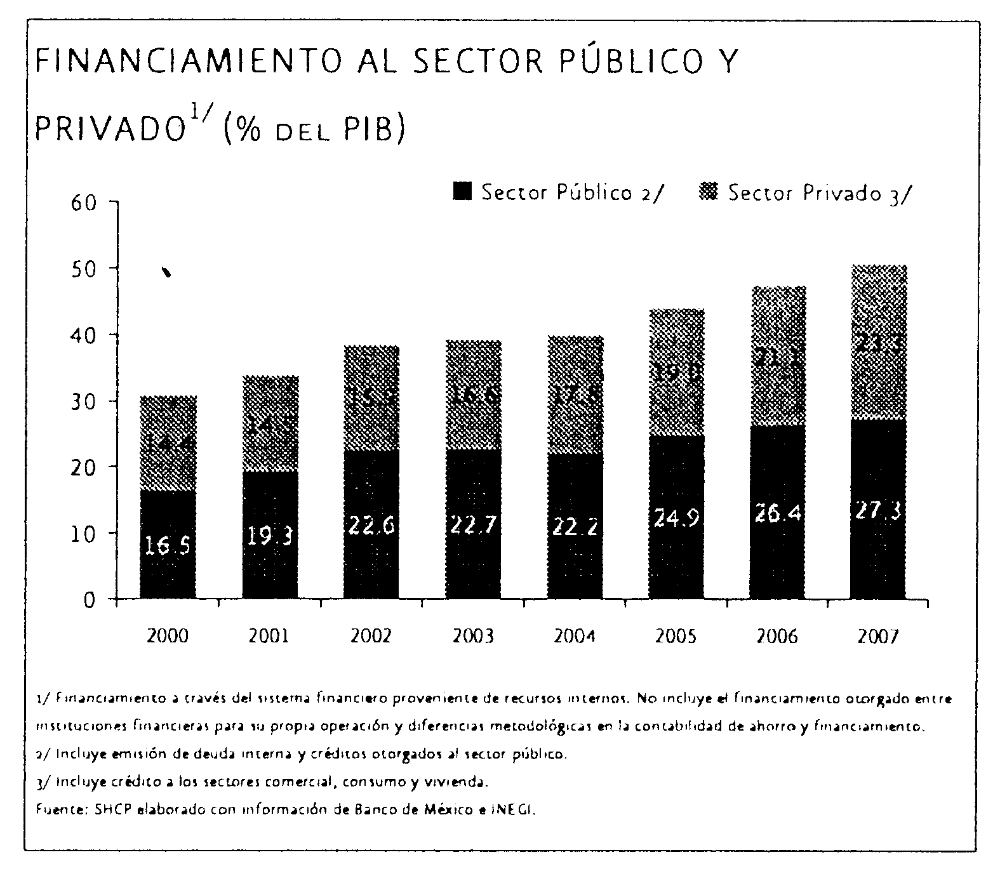 FINANCIAMIENTO AL SECTOR PÚBLICO Y
PRIVADO1/ (% DEL PIB)
Sector Público 2/ Sector Privado 3/
60
50
40
30
20
10
0
14.4 16.6 17.8 19.0
16.5 19.3 22.6 22.7 22.2 24.9 26.4 27.3
2000 2001 2002 2003 2004 2005 2006 2007
1/ Financiamiento a través del sistema financiero proveniente de recursos internos. No incluye el financiamiento otorgado entre
instituciones financieras para su propia operación y diferencias metodológicas en la contabilidad de ahorro y financiamiento.
2/ Incluye emisión de deuda interna y créditos otorgados al sector público.
3/ Incluye crédito a los sectores comercial, consumo y vivienda.
Fuente: SHCP elaborado con información de Banco de México e INEGI.